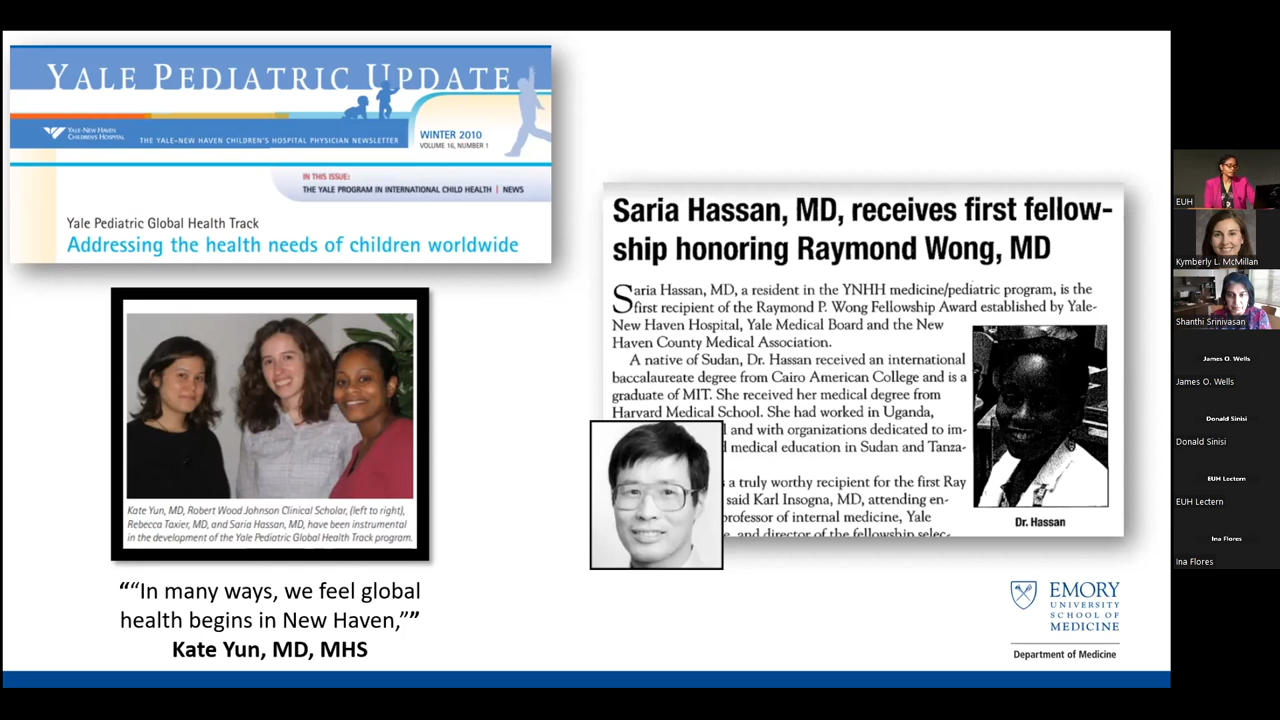 YALE PEDIATRIC UPDATE
YALE-NEW HAVEN
CHILDREN'S HOSPITAL
THE YALE-NEW HAVEN CHILDREN'S HOSPITAL PHYSICIAN NEWSLETTER
WINTER 2010
VOLUME 16, NUMBER 1
IN THIS ISSUE:
THE YALE PROGRAM IN INTERNATIONAL CHILD HEALTH | NEWS
Yale Pediatric Global Health Track
Addressing the health needs of children worldwide
Kate Yun, MD, Robert Wood Johnson Clinical Scholar, (left to right),
Rebecca Taxier, MD, and Saria Hassan, MD, have been instrumental
in the development of the Yale Pediatric Global Health Track program.
““In many ways, we feel global
health begins in New Haven,””
Kate Yun, MD, MHS
Saria Hassan, MD, receives first fellow-
ship honoring Raymond Wong, MD
Saria Hassan, MD, a resident in the YNHH medicine/pediatric program, is the
first recipient of the Raymond P. Wong Fellowship Award established by Yale-
New Haven Hospital, Yale Medical Board and the New
Haven County Medical Association.
A native of Sudan, Dr. Hassan received an international
baccalaureate degree from Cairo American College and is a
graduate of MIT. She received her medical degree from
Harvard Medical School. She had worked in Uganda,
l and with organizations dedicated to im-
l medical education in Sudan and Tanza-
s a truly worthy recipient for the first Ray
said Karl Insogna, MD, attending en-
rofessor of internal medicine, Yale
e, and director of the fellowship selec-
Dr. Hassan
EMORY
UNIVERSITY
SCHOOL OF
MEDICINE
Department of Medicine
EUH
Kymberly L. McMillan
Shanthi Srinivasan
James O. Wells
James O. Wells
Donald Sinisi
Donald Sinisi
EUH Lectern
EUH Lectern
Ina Flores
Ina Flores